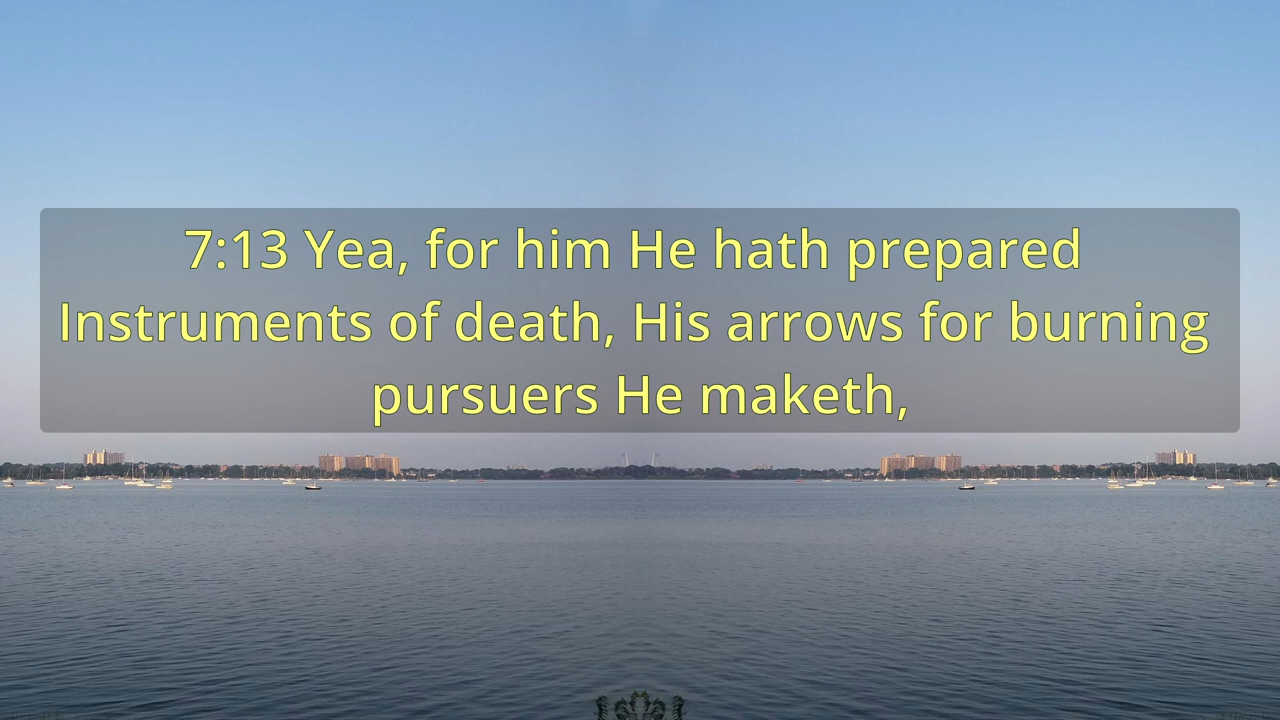 7:13 Yea, for him He hath prepared
Instruments of death, His arrows for burning
pursuers He maketh,